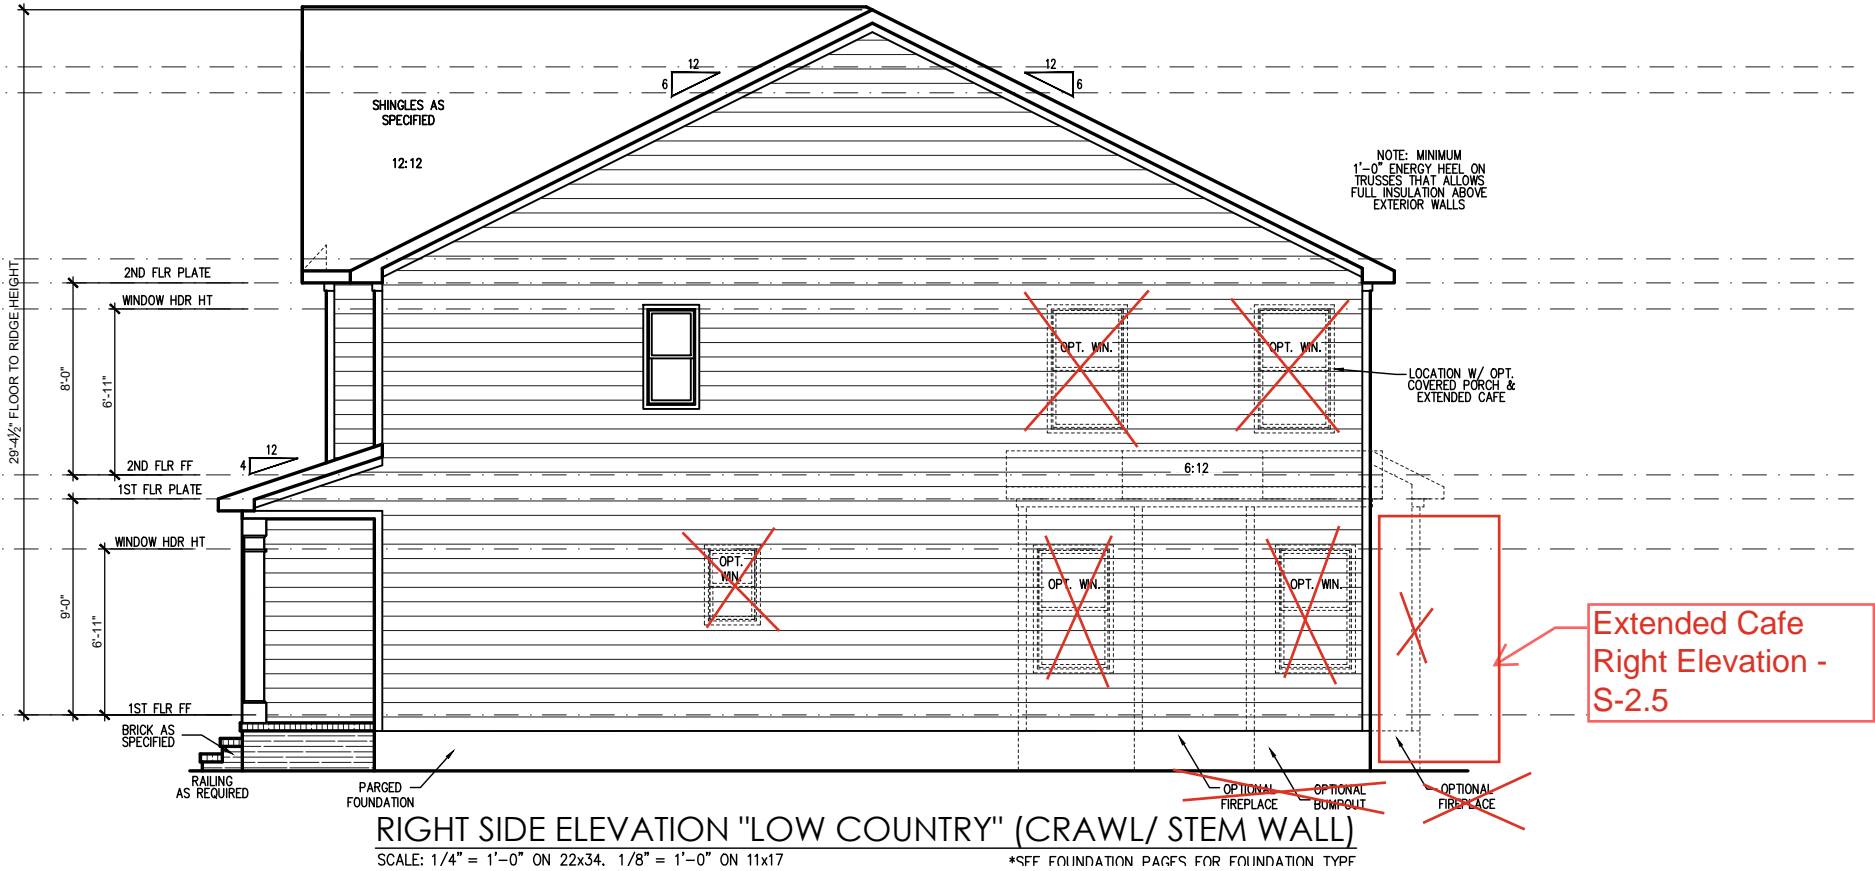 12
6
12
6
SHINGLES AS
SPECIFIED
12:12
NOTE: MINIMUM
1'-0" ENERGY HEEL ON
TRUSSES THAT ALLOWS
FULL INSULATION ABOVE
EXTERIOR WALLS
29'-4½" FLOOR TO RIDGE HEIGHT
2ND FLR PLATE
WINDOW HDR HT
8'-0"
6'-11"
OPT. WIN.
OPT. WIN.
LOCATION W/ OPT.
COVERED PORCH &
EXTENDED CAFE
12
4
2ND FLR FF
1ST FLR PLATE
6:12
WINDOW HDR HT
9'-0"
6'-11"
OPT.
WIN.
OPT. WIN.
OPT. WIN.
Extended Cafe
Right Elevation -
S-2.5
1ST FLR FF
BRICK AS
SPECIFIED
RAILING
AS REQUIRED
PARGED
FOUNDATION
OPTIONAL
FIREPLACE
OPTIONAL
BUMPOUT
OPTIONAL
FIREPLACE
RIGHT SIDE ELEVATION "LOW COUNTRY" (CRAWL/ STEM WALL)
SCALE: 1/4" = 1'-0" ON 22x34, 1/8" = 1'-0" ON 11x17
*SEE FOUNDATION PAGES FOR FOUNDATION TYPE